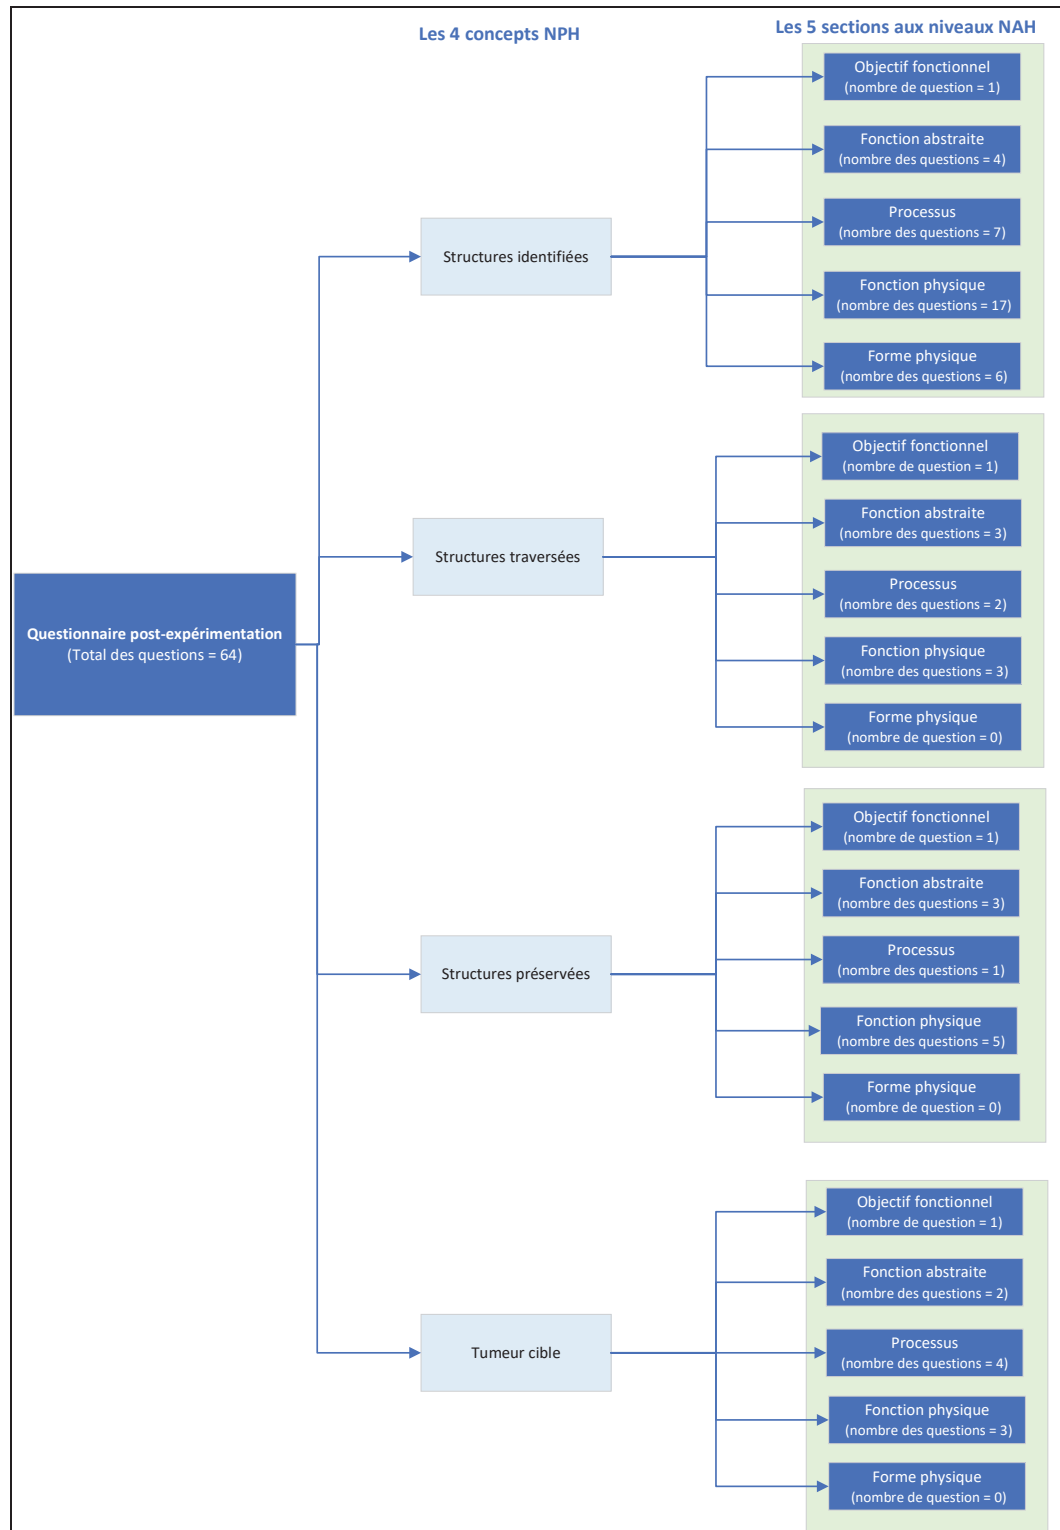 Les 4 concepts NPH
Les 5 sections aux niveaux NAH
Questionnaire post-expérimentation
(Total des questions = 64)
Structures identifiées
Objectif fonctionnel
(nombre de question = 1)
Fonction abstraite
(nombre des questions = 4)
Processus
(nombre des questions = 7)
Fonction physique
(nombre des questions = 17)
Forme physique
(nombre des questions = 6)
Structures traversées
Objectif fonctionnel
(nombre de question = 1)
Fonction abstraite
(nombre des questions = 3)
Processus
(nombre des questions = 2)
Fonction physique
(nombre des questions = 3)
Forme physique
(nombre de question = 0)
Structures préservées
Objectif fonctionnel
(nombre de question = 1)
Fonction abstraite
(nombre des questions = 3)
Processus
(nombre des questions = 1)
Fonction physique
(nombre des questions = 5)
Forme physique
(nombre de question = 0)
Tumeur cible
Objectif fonctionnel
(nombre de question = 1)
Fonction abstraite
(nombre des questions = 2)
Processus
(nombre des questions = 4)
Fonction physique
(nombre des questions = 3)
Forme physique
(nombre de question = 0)